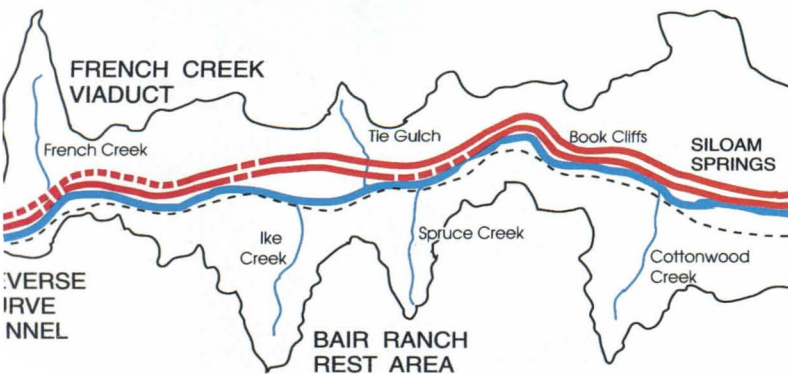 FRENCH CREEK
VIADUCT
French Creek
Tie Gulch
Book Cliffs
SILOAM
SPRINGS
Ike
Creek
Spruce Creek
Cottonwood
Creek
EVERSE
URVE
NNEL
BAIR RANCH
REST AREA